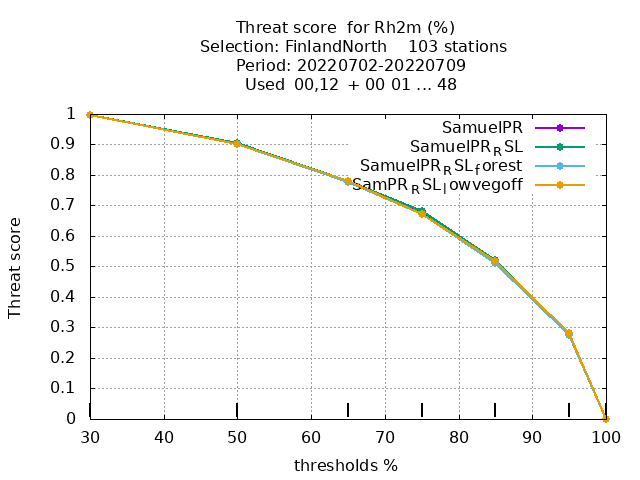 Threat score for Rh2m (%)
Selection: FinlandNorth 103 stations
Period: 20220702-20220709
Used 00,12 + 00 01 ... 48
SamuelPR
SamuelPR_RSL
SamuelPR_RSL_forest
SamPR_RSL_lowvegoff
Threat score
1
0.9
0.8
0.7
0.6
0.5
0.4
0.3
0.2
0.1
0
30 40 50 60 70 80 90 100
thresholds %